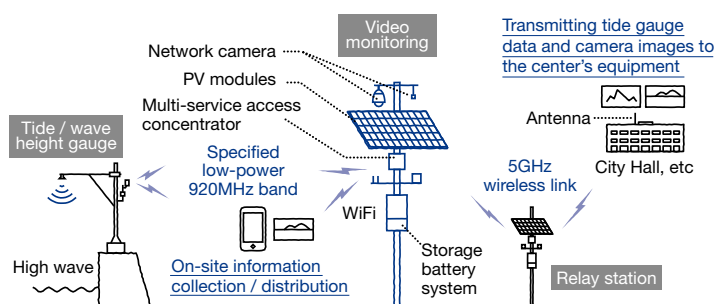 Video
monitoring
Network camera
PV modules
Multi-service access
concentrator
Transmitting tide gauge
data and camera images to
the center's equipment
Antenna
City Hall, etc
Tide / wave
height gauge
Specified
low-power
920MHz band
5GHz
wireless link
WiFi
High wave
On-site information
collection / distribution
Storage
battery
system
Relay station